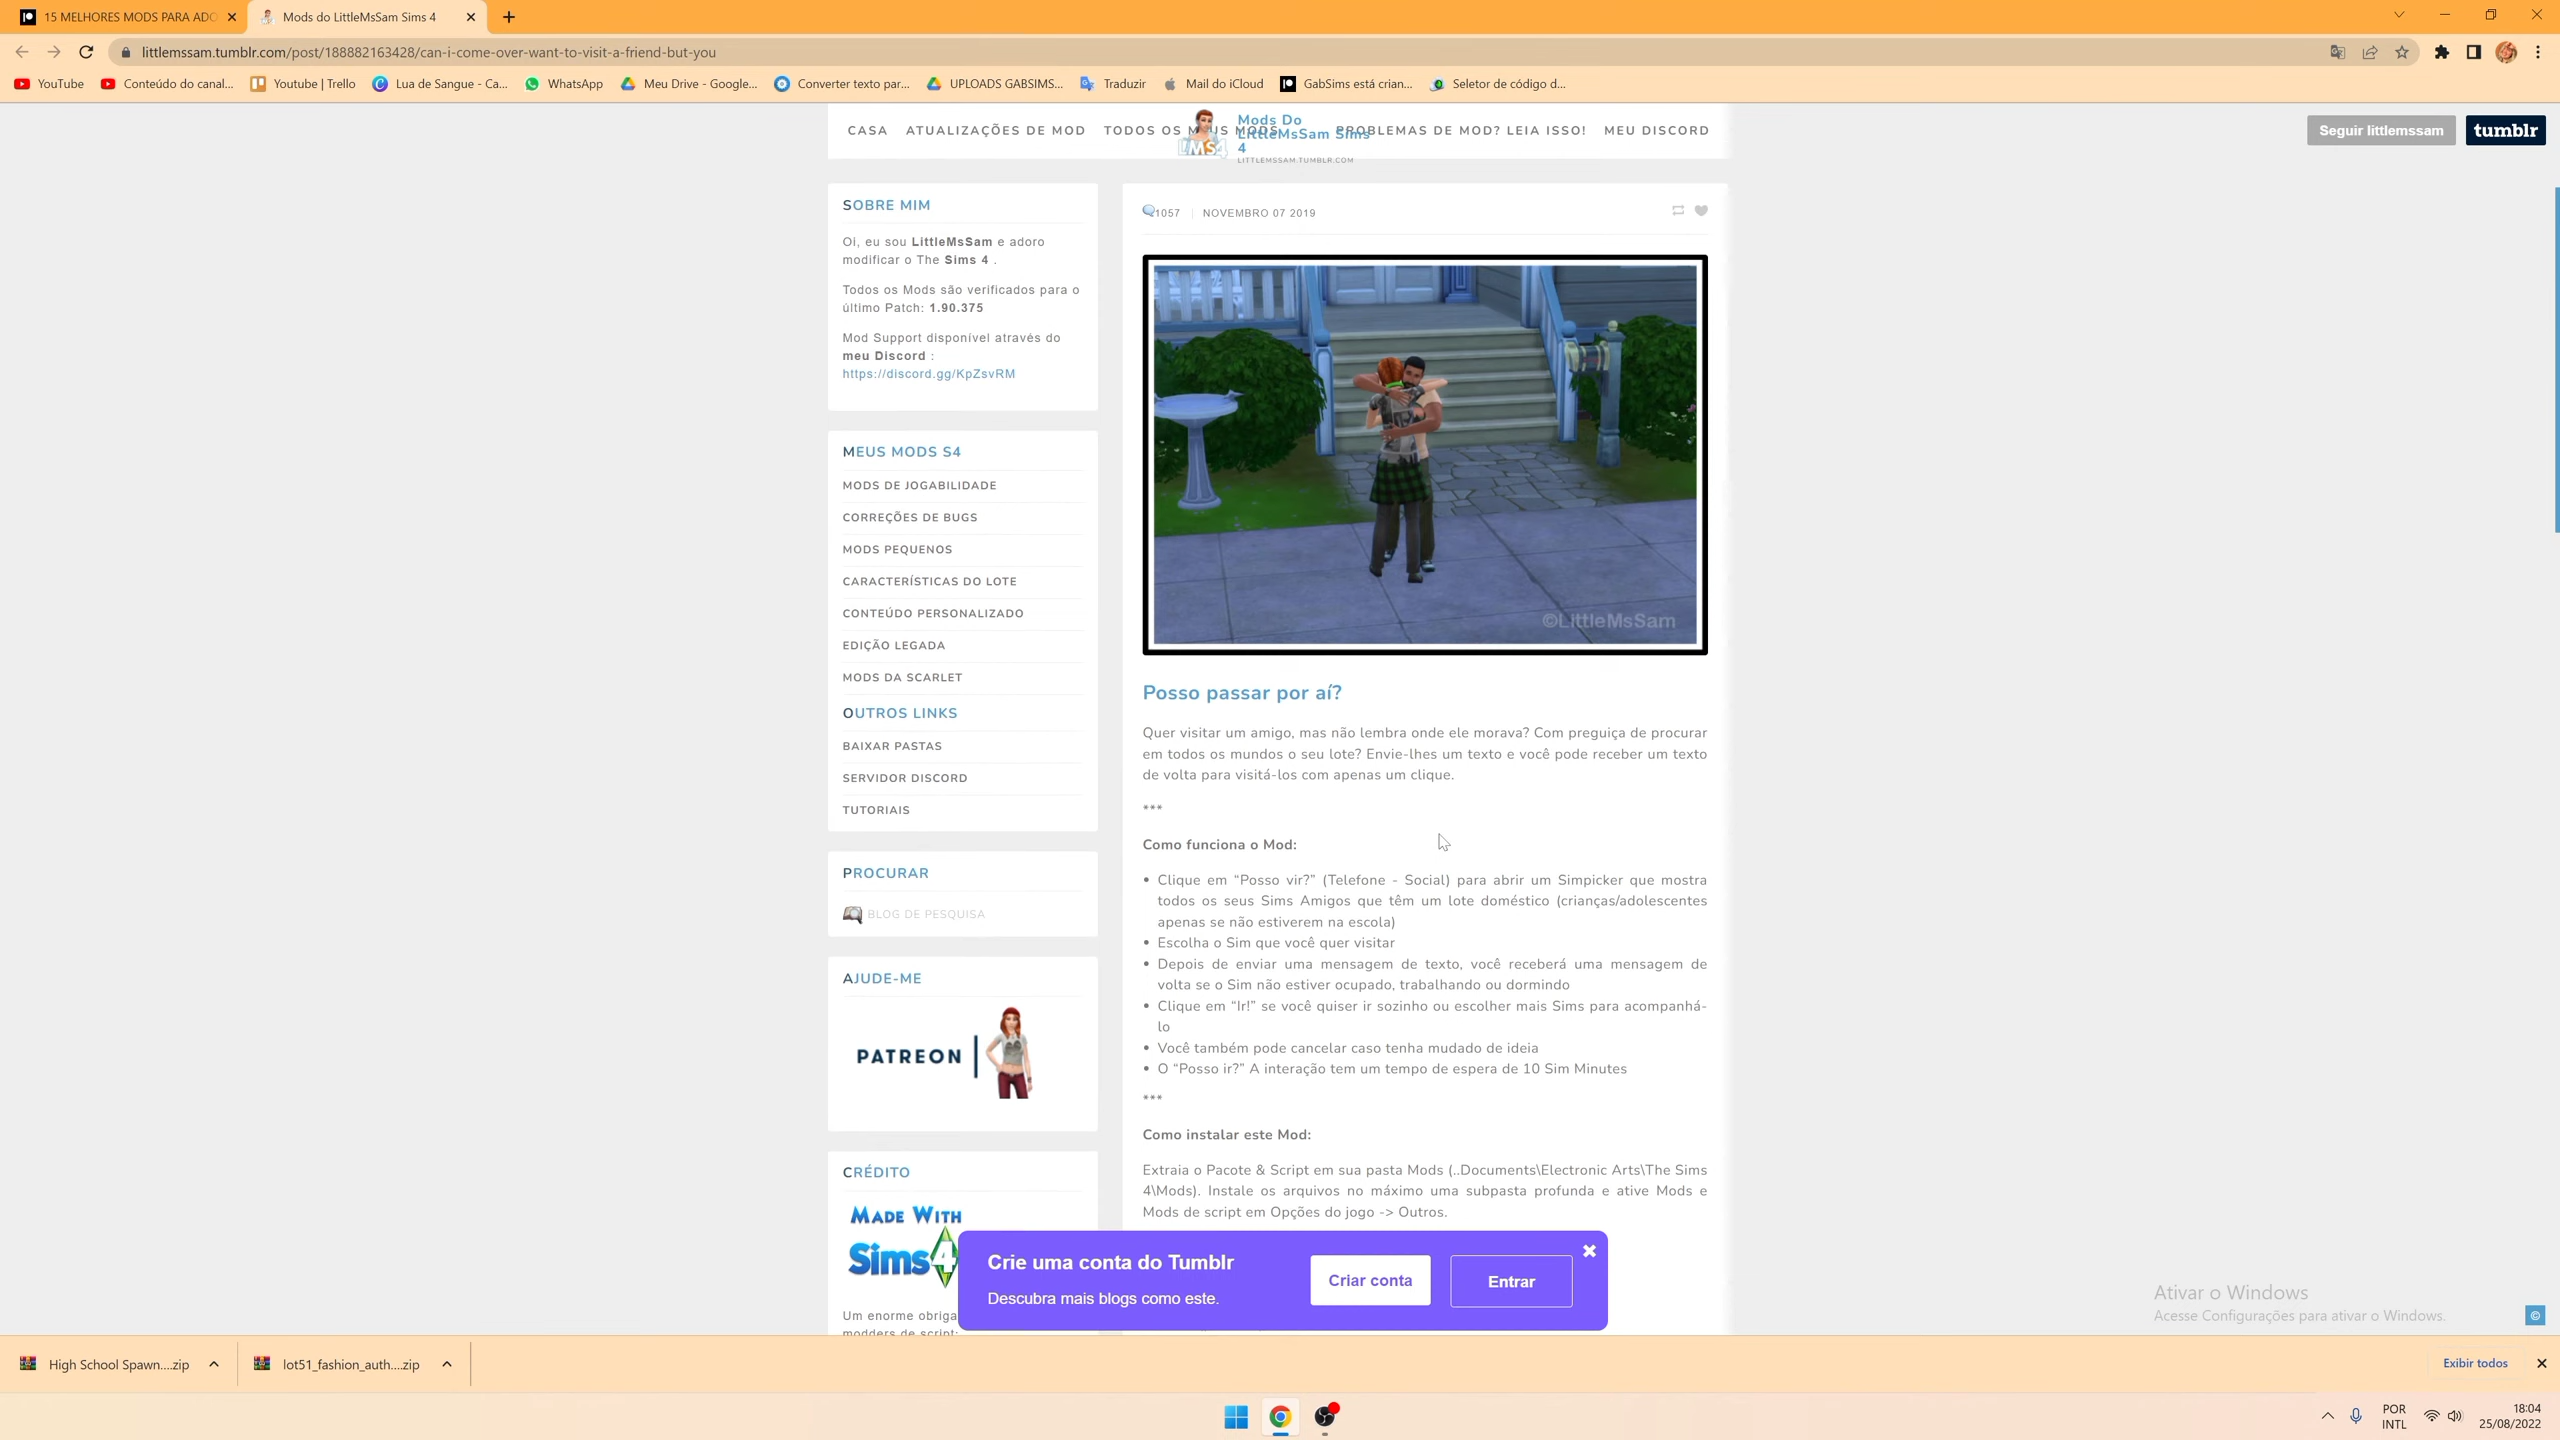 15 MELHORES MODS PARA ADO
Mods do LittleMsSam Sims 4
littlemssam.tumblr.com/post/188882163428/can-i-come-over-want-to-visit-a-friend-but-you
YouTube
Conteúdo do canal...
Youtube | Trello
Lua de Sangue - Ca...
WhatsApp
Meu Drive - Google...
Converter texto par...
UPLOADS GABSIMS...
Traduzir
Mail do iCloud
GabSims está crian...
Seletor de código d...
CASA
ATUALIZAÇÕES DE MOD
TODOS OS MEUS MODS
PROBLEMAS DE MOD? LEIA ISSO!
MEU DISCORD
Mods Do
LittleMsSam Sims
4
LITTLEMSSAM.TUMBLR.COM
LMS4
Seguir littlemssam
tumblr
SOBRE MIM
Oi, eu sou LittleMsSam e adoro
modificar o The Sims 4 .
Todos os Mods são verificados para o
último Patch: 1.90.375
Mod Support disponível através do
meu Discord :
https://discord.gg/KpZsvRM
MEUS MODS S4
MODS DE JOGABILIDADE
CORREÇÕES DE BUGS
MODS PEQUENOS
CARACTERÍSTICAS DO LOTE
CONTEÚDO PERSONALIZADO
EDIÇÃO LEGADA
MODS DA SCARLET
OUTROS LINKS
BAIXAR PASTAS
SERVIDOR DISCORD
TUTORIAIS
PROCURAR
BLOG DE PESQUISA
AJUDE-ME
PATREON
CRÉDITO
MADE WITH
Sims4
Um enorme obriga
modders de script:
1057
NOVEMBRO 07 2019
©LittleMsSam
Posso passar por aí?
Quer visitar um amigo, mas não lembra onde ele morava? Com preguiça de procurar
em todos os mundos o seu lote? Envie-lhes um texto e você pode receber um texto
de volta para visitá-los com apenas um clique.
***
Como funciona o Mod:
• Clique em “Posso vir?” (Telefone - Social) para abrir um Simpicker que mostra
todos os seus Sims Amigos que têm um lote doméstico (crianças/adolescentes
apenas se não estiverem na escola)
• Escolha o Sim que você quer visitar
• Depois de enviar uma mensagem de texto, você receberá uma mensagem de
volta se o Sim não estiver ocupado, trabalhando ou dormindo
• Clique em “Ir!” se você quiser ir sozinho ou escolher mais Sims para acompanhá-
lo
• Você também pode cancelar caso tenha mudado de ideia
• O “Posso ir?” A interação tem um tempo de espera de 10 Sim Minutes
***
Como instalar este Mod:
Extraia o Pacote & Script em sua pasta Mods (..Documents\Electronic Arts\The Sims
4\Mods). Instale os arquivos no máximo uma subpasta profunda e ative Mods e
Mods de script em Opções do jogo -> Outros.
Crie uma conta do Tumblr
Descubra mais blogs como este.
Criar conta
Entrar
Ativar o Windows
Acesse Configurações para ativar o Windows.
High School Spawn....zip
lot51_fashion_auth....zip
Exibir todos
POR
INTL
18:04
25/08/2022